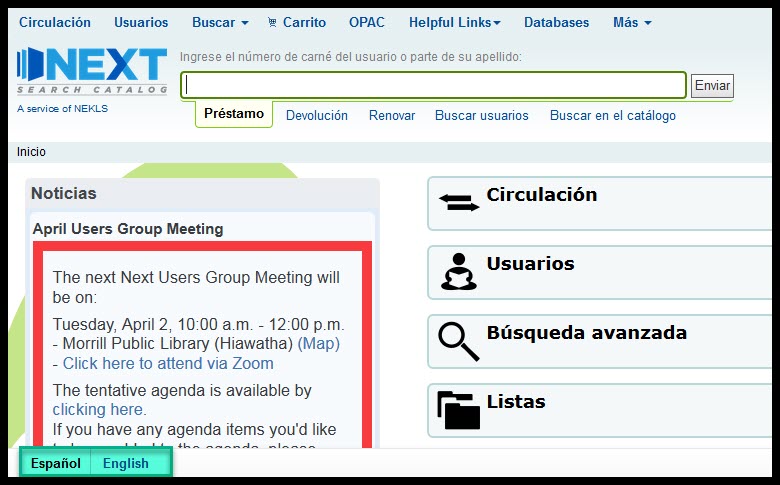 Circulación Usuarios Buscar Carrito OPAC Helpful Links Bases de datos Más
NEXT
SEARCH CATALOG
A service of NEKLS
Ingrese el número de carné del usuario o parte de su apellido:
Enviar
Préstamo Devolución Renovar Buscar usuarios Buscar en el catálogo
Inicio
Noticias
April Users Group Meeting
The next Next Users Group Meeting will
be on:
Tuesday, April 2, 10:00 a.m. - 12:00 p.m.
- Morrill Public Library (Hiawatha) (Map)
- Click here to attend via Zoom
The tentative agenda is available by
clicking here.
If you have any agenda items you'd like
Circulación
Usuarios
Búsqueda avanzada
Listas
Español English